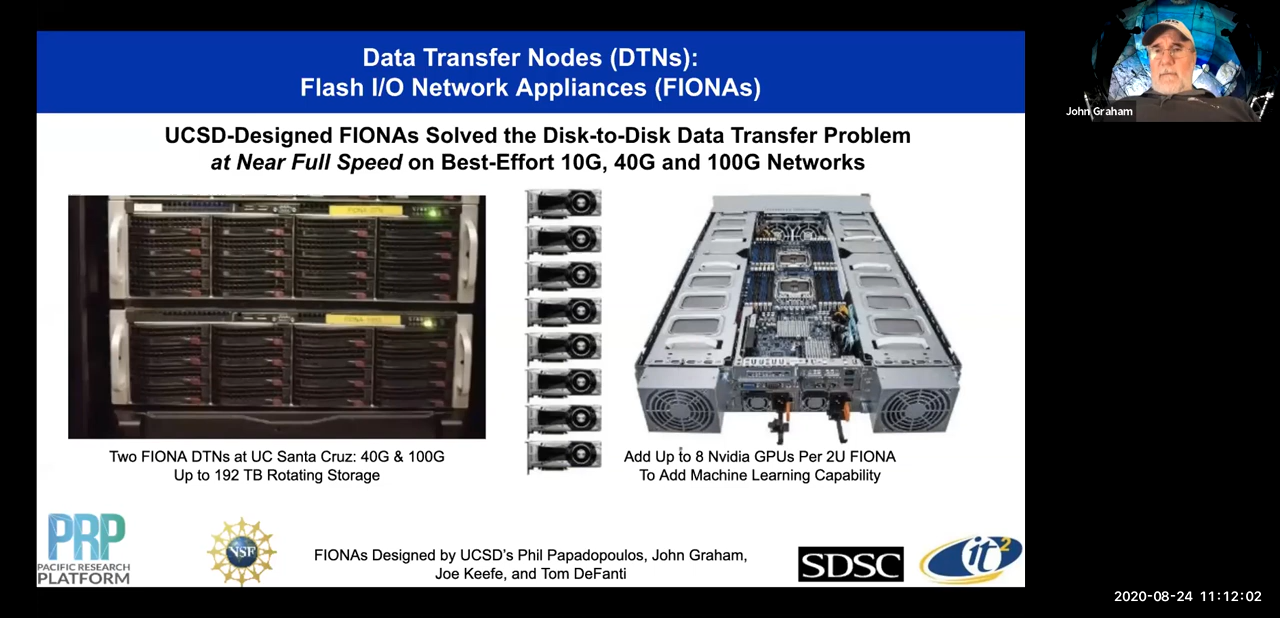 Data Transfer Nodes (DTNs):
Flash I/O Network Appliances (FIONAs)
UCSD-Designed FIONAs Solved the Disk-to-Disk Data Transfer Problem
at Near Full Speed on Best-Effort 10G, 40G and 100G Networks
Two FIONA DTNs at UC Santa Cruz: 40G & 100G
Up to 192 TB Rotating Storage
Add Up to 8 Nvidia GPUs Per 2U FIONA
To Add Machine Learning Capability
PRP
PACIFIC RESEARCH
PLATFORM
NSF
FIONAs Designed by UCSD's Phil Papadopoulos, John Graham,
Joe Keefe, and Tom DeFanti
SDSC
it2
John Graham
2020-08-24 11:12:02